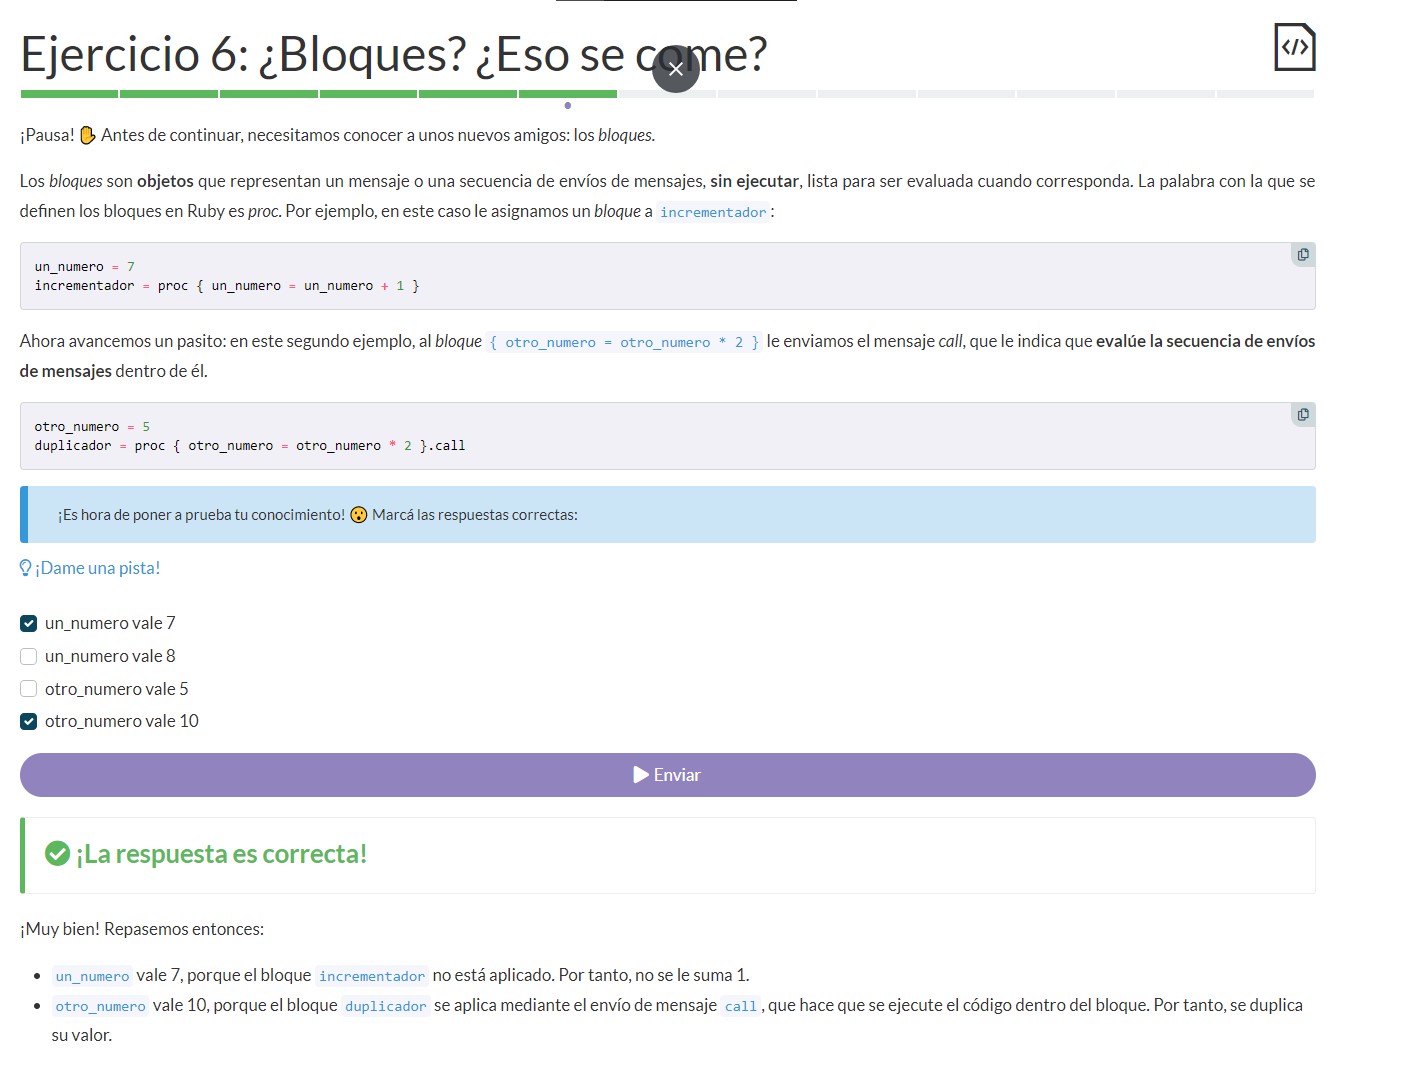 Ejercicio 6: ¿Bloques? ¿Eso se come?
</>
¡Pausa! ✋ Antes de continuar, necesitamos conocer a unos nuevos amigos: los bloques.
Los bloques son objetos que representan un mensaje o una secuencia de envíos de mensajes, sin ejecutar, lista para ser evaluada cuando corresponda. La palabra con la que se
definen los bloques en Ruby es proc. Por ejemplo, en este caso le asignamos un bloque a incrementador:
un_numero = 7
incrementador = proc { un_numero = un_numero + 1 }
Ahora avancemos un pasito: en este segundo ejemplo, al bloque { otro_numero = otro_numero * 2 } le enviamos el mensaje call, que le indica que evalúe la secuencia de envíos
de mensajes dentro de él.
otro_numero = 5
duplicador = proc { otro_numero = otro_numero * 2 }.call
¡Es hora de poner a prueba tu conocimiento! 😮 Marcá las respuestas correctas:
¡Dame una pista!
un_numero vale 7
un_numero vale 8
otro_numero vale 5
otro_numero vale 10
Enviar
¡La respuesta es correcta!
¡Muy bien! Repasemos entonces:
• un_numero vale 7, porque el bloque incrementador no está aplicado. Por tanto, no se le suma 1.
• otro_numero vale 10, porque el bloque duplicador se aplica mediante el envío de mensaje call, que hace que se ejecute el código dentro del bloque. Por tanto, se duplica
su valor.